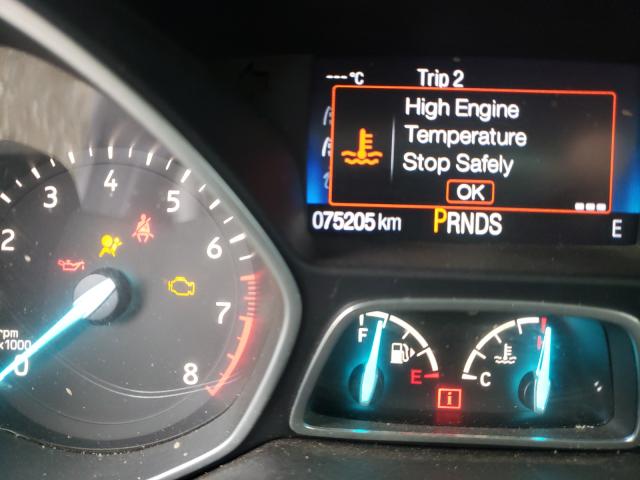 ---°C Trip 2
High Engine
Temperature
Stop Safely
OK
075205 km PRNDS E
2 3 4 5 6 7 8
rpm
x1000 0
F E
C